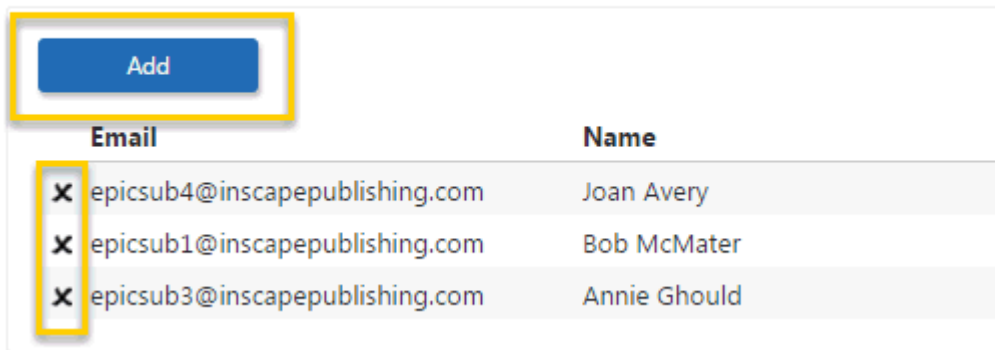 Add
Email Name
epicsub4@inscapepublishing.com Joan Avery
epicsub1@inscapepublishing.com Bob McMater
epicsub3@inscapepublishing.com Annie Ghould